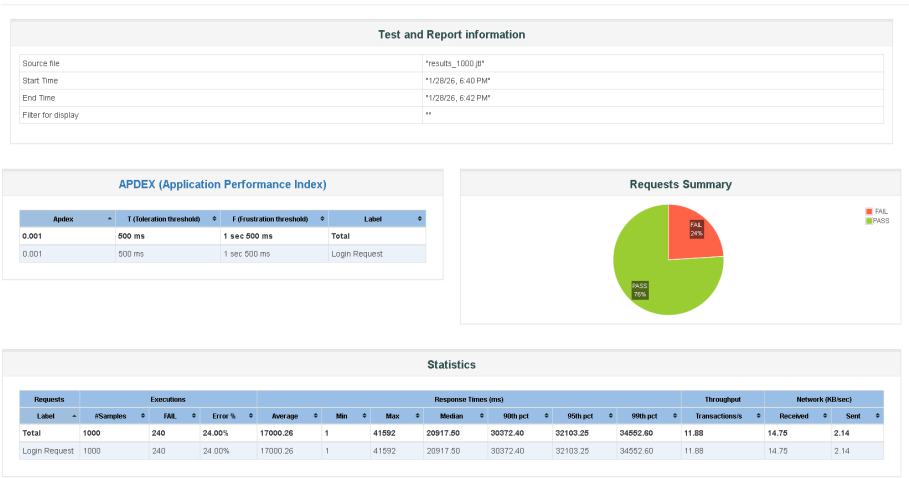 Test and Report information
Source file "results_1000.jtl"
Start Time "1/28/26, 6:40 PM"
End Time "1/28/26, 6:42 PM"
Filter for display ""
APDEX (Application Performance Index)
Apdex T (Toleration threshold) F (Frustration threshold) Label
0.001 500 ms 1 sec 500 ms Total
0.001 500 ms 1 sec 500 ms Login Request
Requests Summary
FAIL
PASS
FAIL
24%
PASS
76%
Statistics
Requests Executions Response Times (ms) Throughput Network (KB/sec)
Label #Samples FAIL Error % Average Min Max Median 90th pct 95th pct 99th pct Transactions/s Received Sent
Total 1000 240 24.00% 17000.26 1 41592 20917.50 30372.40 32103.25 34552.60 11.88 14.75 2.14
Login Request 1000 240 24.00% 17000.26 1 41592 20917.50 30372.40 32103.25 34552.60 11.88 14.75 2.14